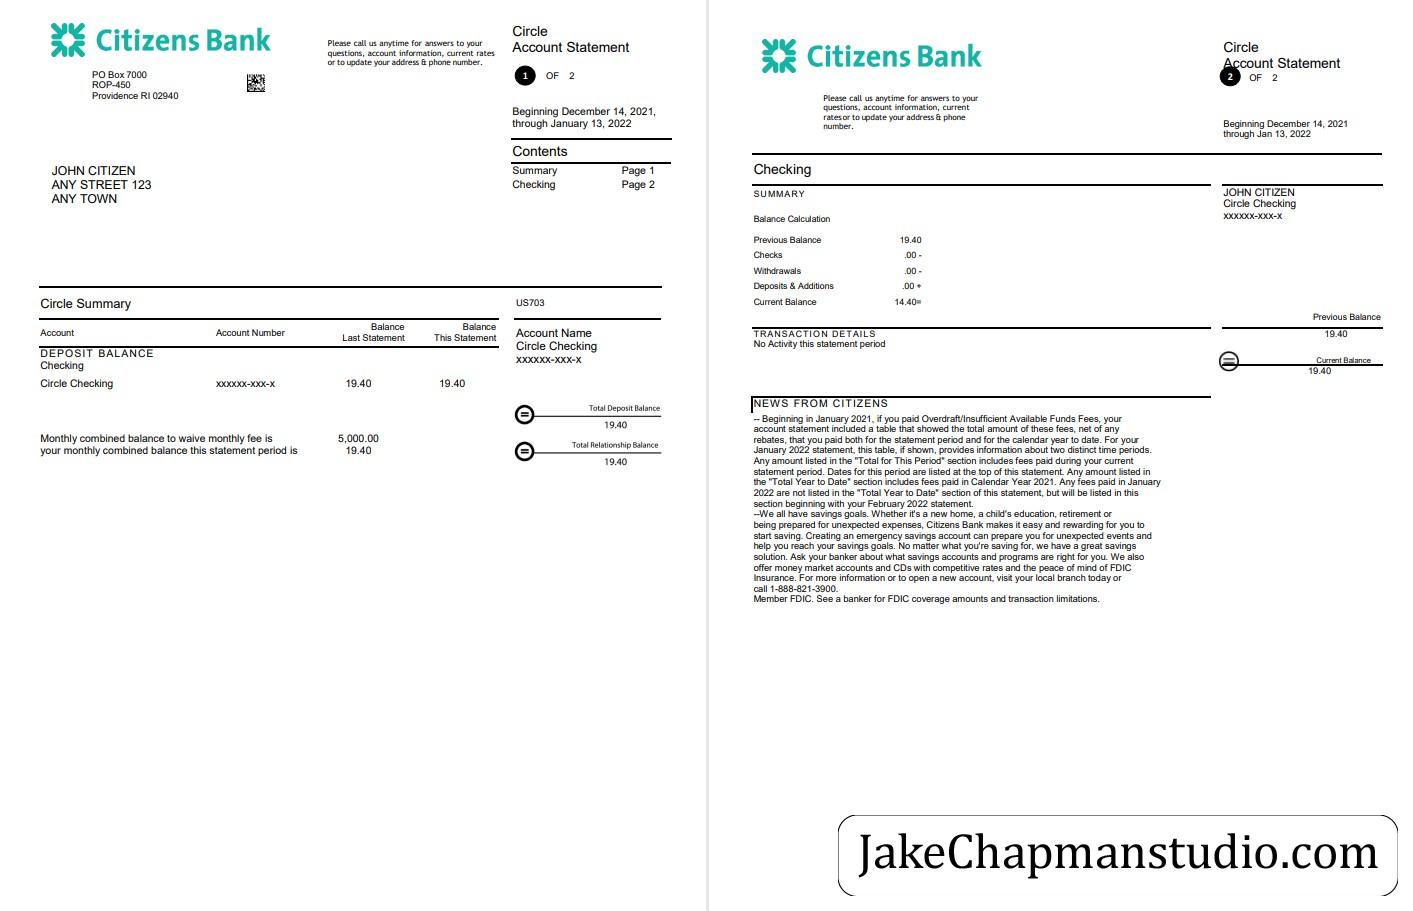 Citizens Bank
PO Box 7000
ROP-450
Providence RI 02940
Please call us anytime for answers to your
questions, account information, current rates
or to update your address & phone number.
Circle
Account Statement
1 OF 2
Beginning December 14, 2021,
through January 13, 2022
Contents
Summary Page 1
Checking Page 2
JOHN CITIZEN
ANY STREET 123
ANY TOWN
Circle Summary
Account Account Number Balance Last Statement Balance This Statement
DEPOSIT BALANCE
Checking
Circle Checking xxxxxx-xxx-x 19.40 19.40
Monthly combined balance to waive monthly fee is 5,000.00
your monthly combined balance this statement period is 19.40
US703
Account Name
Circle Checking
xxxxxx-xxx-x
Total Deposit Balance
19.40
Total Relationship Balance
19.40
Citizens Bank
Please call us anytime for answers to your
questions, account information, current
ratesor to update your address & phone
number.
Circle
Account Statement
2 OF 2
Beginning December 14, 2021
through Jan 13, 2022
Checking
SUMMARY
Balance Calculation
Previous Balance 19.40
Checks .00 -
Withdrawals .00 -
Deposits & Additions .00 +
Current Balance 14.40=
TRANSACTION DETAILS
No Activity this statement period
JOHN CITIZEN
Circle Checking
xxxxxx-xxx-x
Previous Balance
19.40
Current Balance
19.40
NEWS FROM CITIZENS
-- Beginning in January 2021, if you paid Overdraft/Insufficient Available Funds Fees, your
account statement included a table that showed the total amount of these fees, net of any
rebates, that you paid both for the statement period and for the calendar year to date. For your
January 2022 statement, this table, if shown, provides information about two distinct time periods.
Any amount listed in the "Total for This Period" section includes fees paid during your current
statement period. Dates for this period are listed at the top of this statement. Any amount listed in
the "Total Year to Date" section includes fees paid in Calendar Year 2021. Any fees paid in January
2022 are not listed in the "Total Year to Date" section of this statement, but will be listed in this
section beginning with your February 2022 statement.
--We all have savings goals. Whether it's a new home, a child's education, retirement or
being prepared for unexpected expenses, Citizens Bank makes it easy and rewarding for you to
start saving. Creating an emergency savings account can prepare you for unexpected events and
help you reach your savings goals. No matter what you're saving for, we have a great savings
solution. Ask your banker about what savings accounts and programs are right for you. We also
offer money market accounts and CDs with competitive rates and the peace of mind of FDIC
Insurance. For more information or to open a new account, visit your local branch today or
call 1-888-821-3900.
Member FDIC. See a banker for FDIC coverage amounts and transaction limitations.
JakeChapmanstudio.com